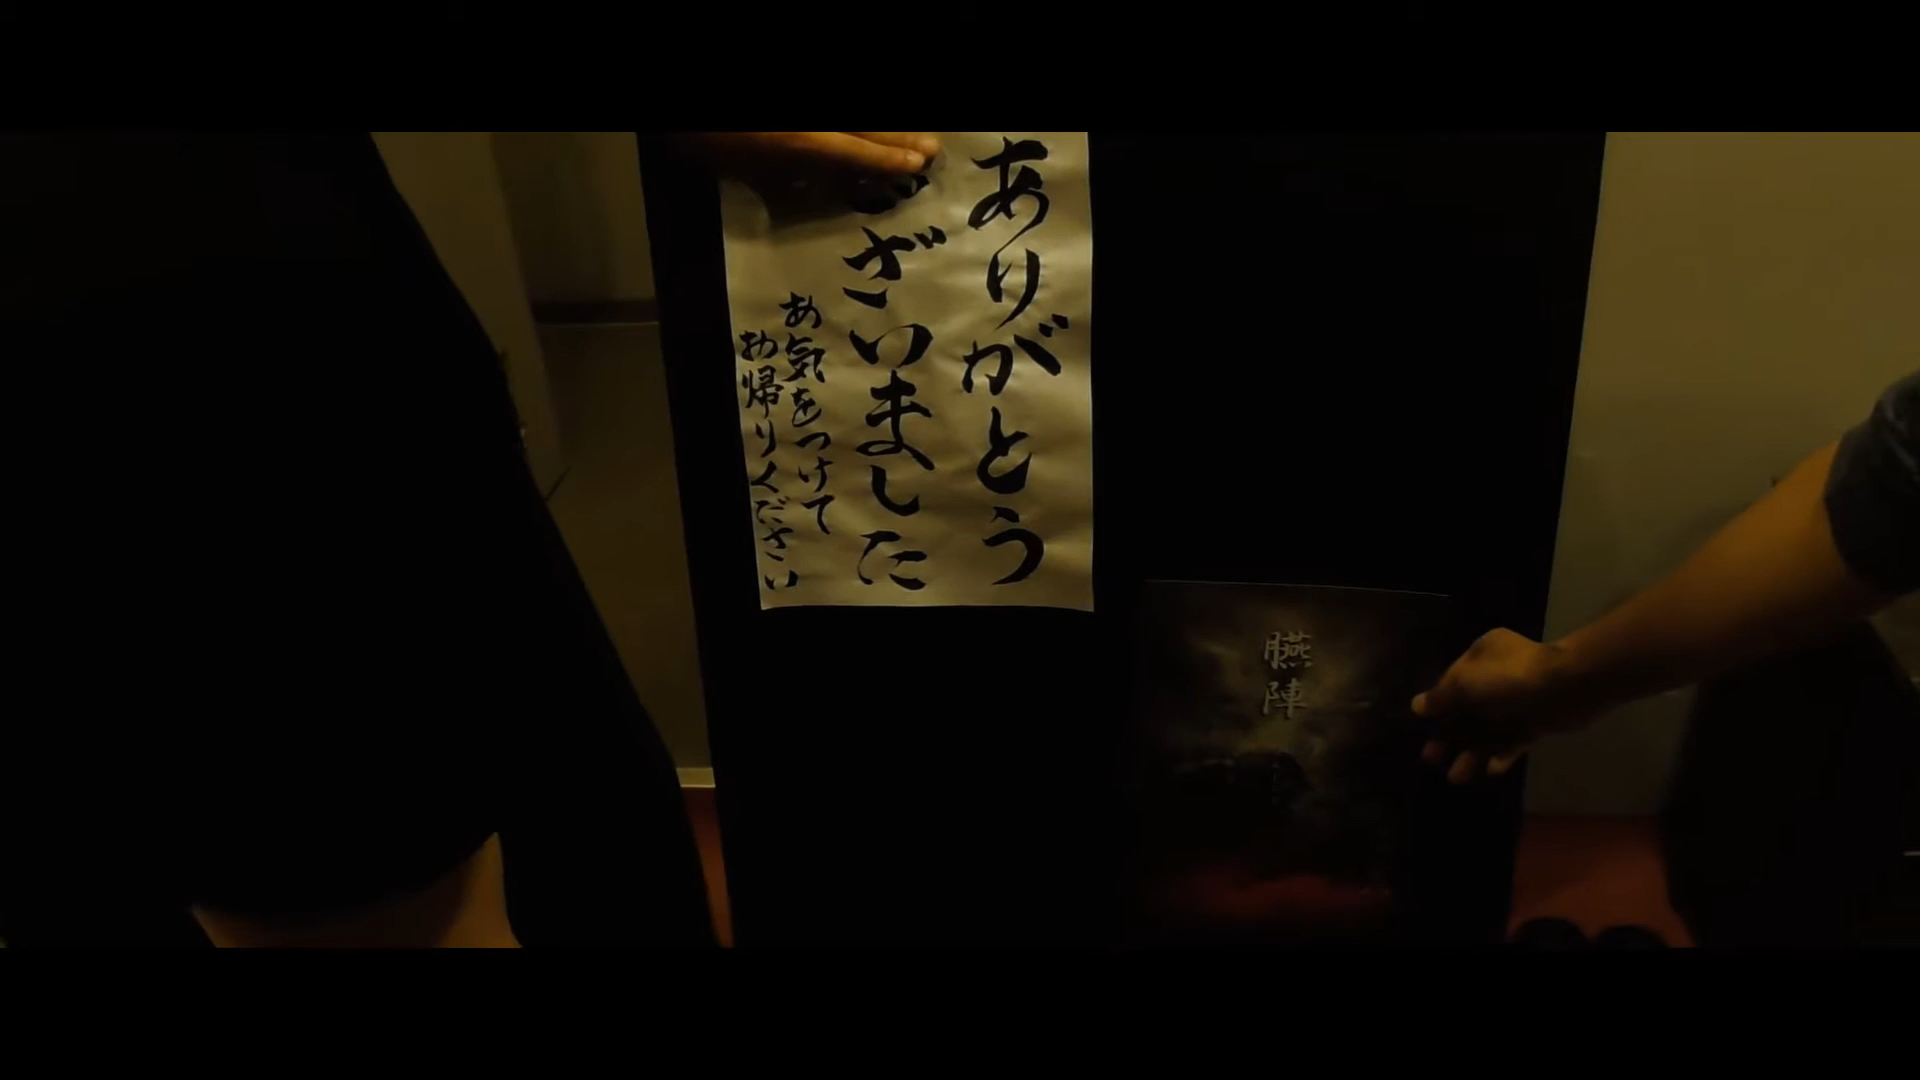 ありがとう
ございました
お気をつけて
お帰りください
臙陣